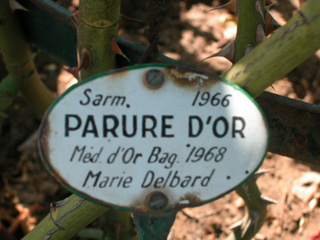 Sarm. 1966
PARURE D'OR
Méd. d'Or Bag. 1968
Marie Delbard